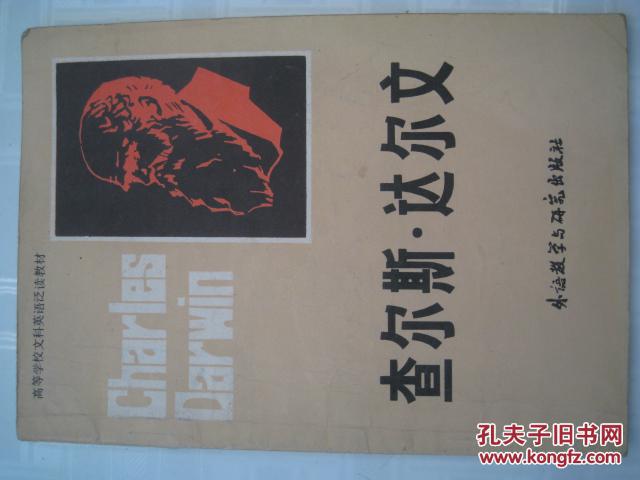 高等学校文科英语泛读教材
Charles
Darwin
查尔斯·达尔文
外语教学与研究出版社
孔夫子旧书网
www.kongfz.com